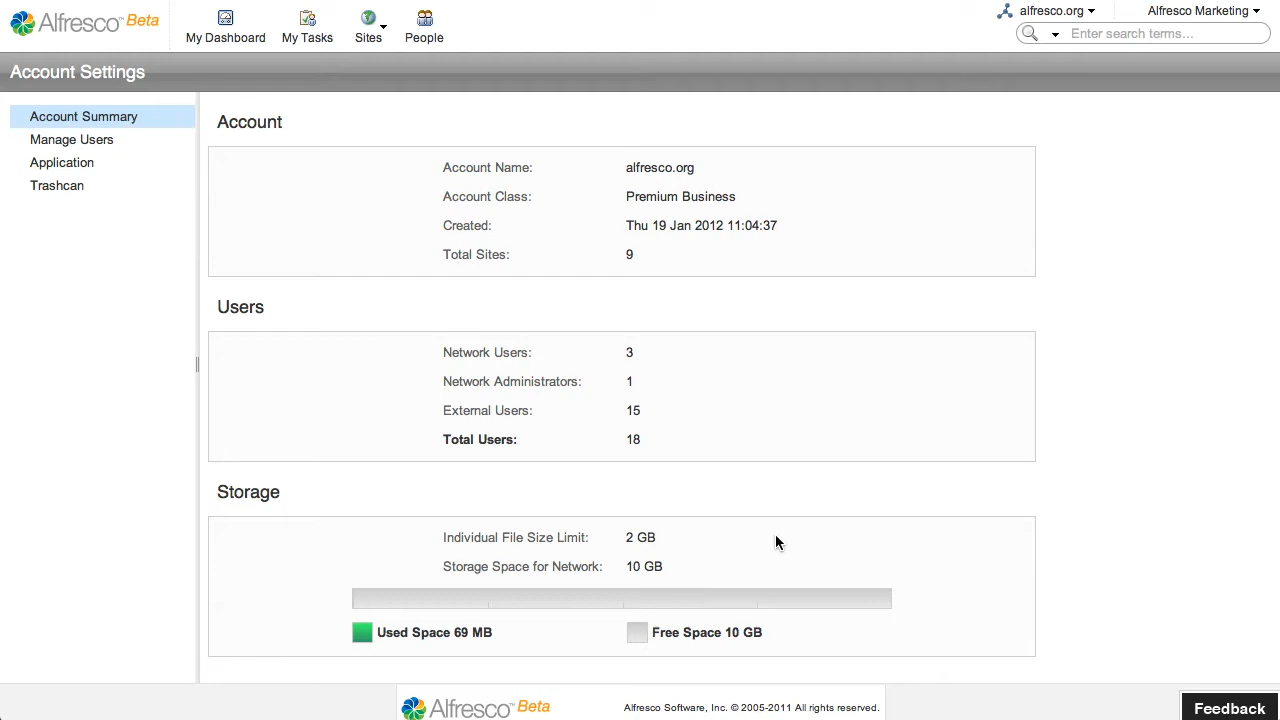 Alfresco™ Beta
My Dashboard My Tasks Sites People
alfresco.org Alfresco Marketing
Enter search terms...
Account Settings
Account Summary
Manage Users
Application
Trashcan
Account
Account Name: alfresco.org
Account Class: Premium Business
Created: Thu 19 Jan 2012 11:04:37
Total Sites: 9
Users
Network Users: 3
Network Administrators: 1
External Users: 15
Total Users: 18
Storage
Individual File Size Limit: 2 GB
Storage Space for Network: 10 GB
Used Space 69 MB Free Space 10 GB
Alfresco™ Beta Alfresco Software, Inc. © 2005-2011 All rights reserved.
Feedback